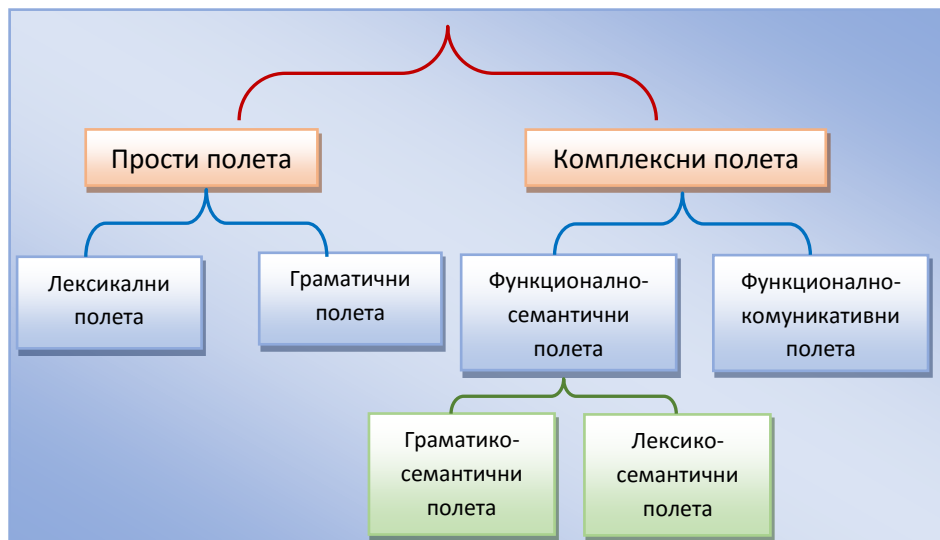 Прости полета
Комплексни полета
Лексикални
полета
Граматични
полета
Функционално-
семантични
полета
Функционално-
комуникативни
полета
Граматико-
семантични
полета
Лексико-
семантични
полета